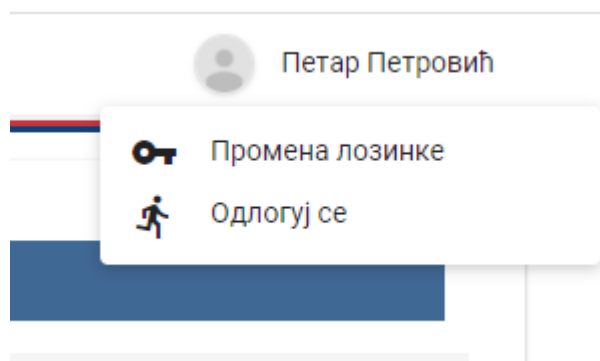 Петар Петровић
Промена лозинке
Одлогуј се